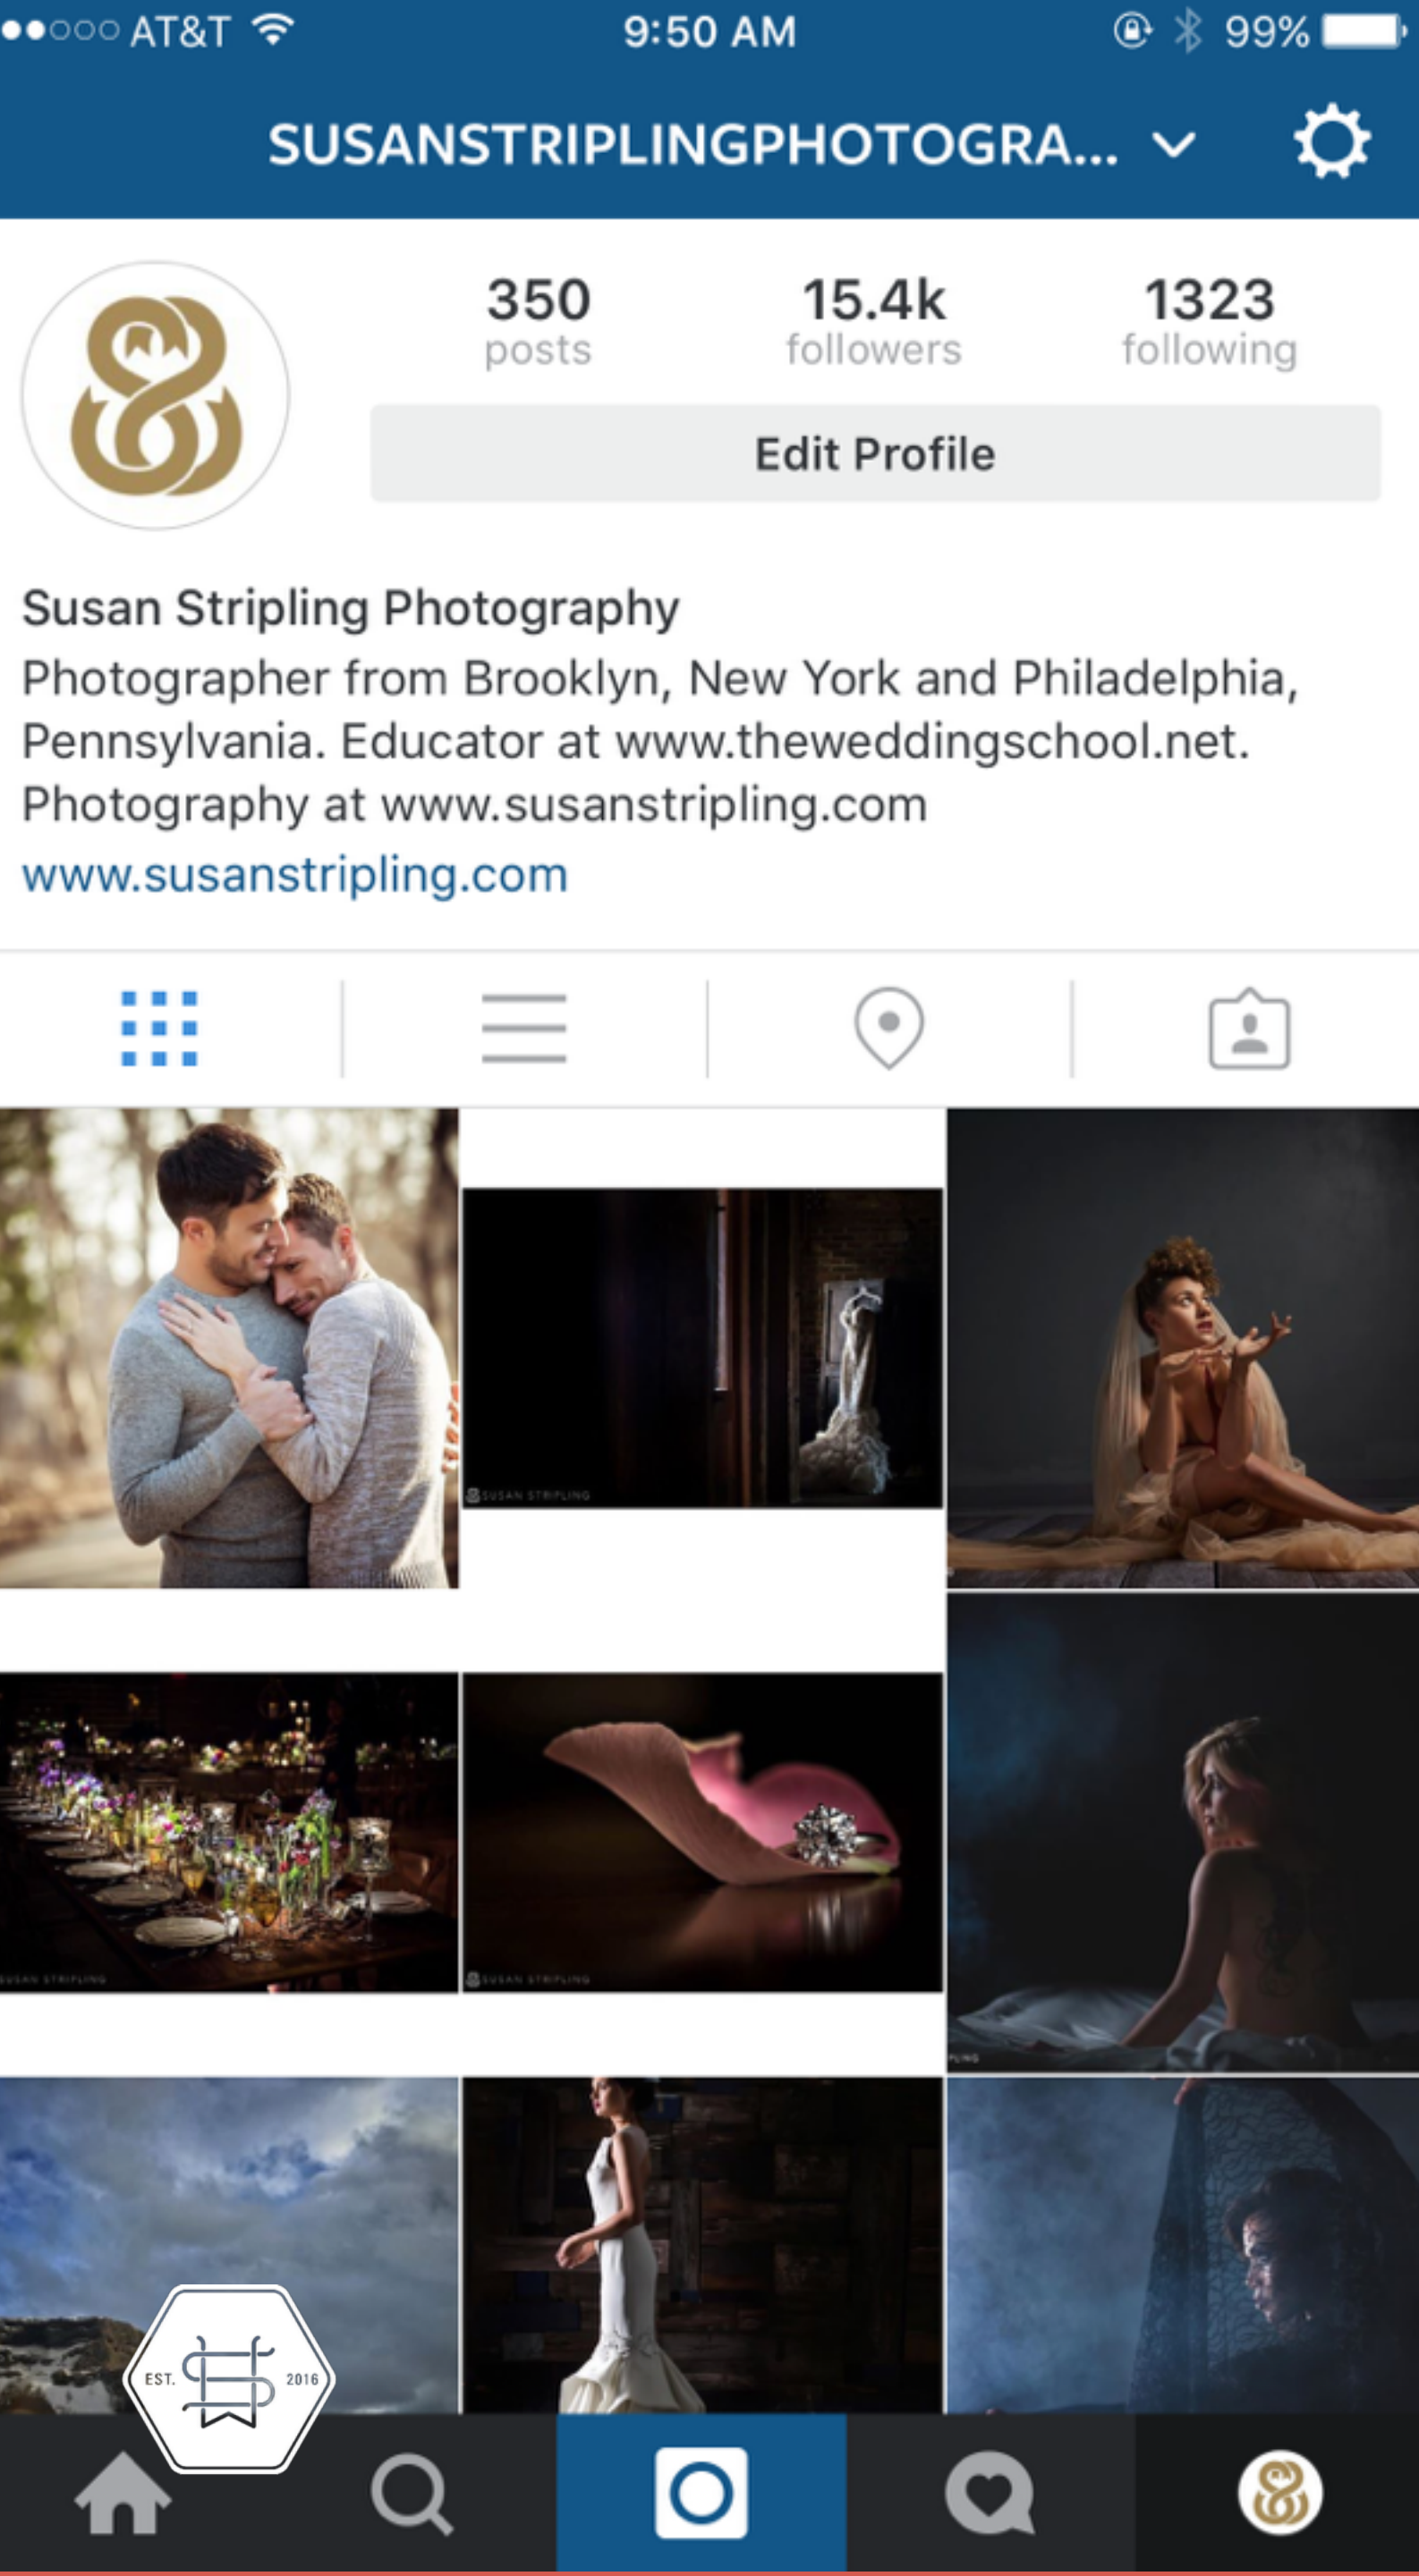 AT&T 9:50 AM 99%
SUSANSTRIPLINGPHOTOGRA...
350 15.4k 1323
posts followers following
Edit Profile
Susan Stripling Photography
Photographer from Brooklyn, New York and Philadelphia,
Pennsylvania. Educator at www.theweddingschool.net.
Photography at www.susanstripling.com
www.susanstripling.com
SUSAN STRIPLING
SUSAN STRIPLING
SUSAN STRIPLING
PLING
EST. 2016